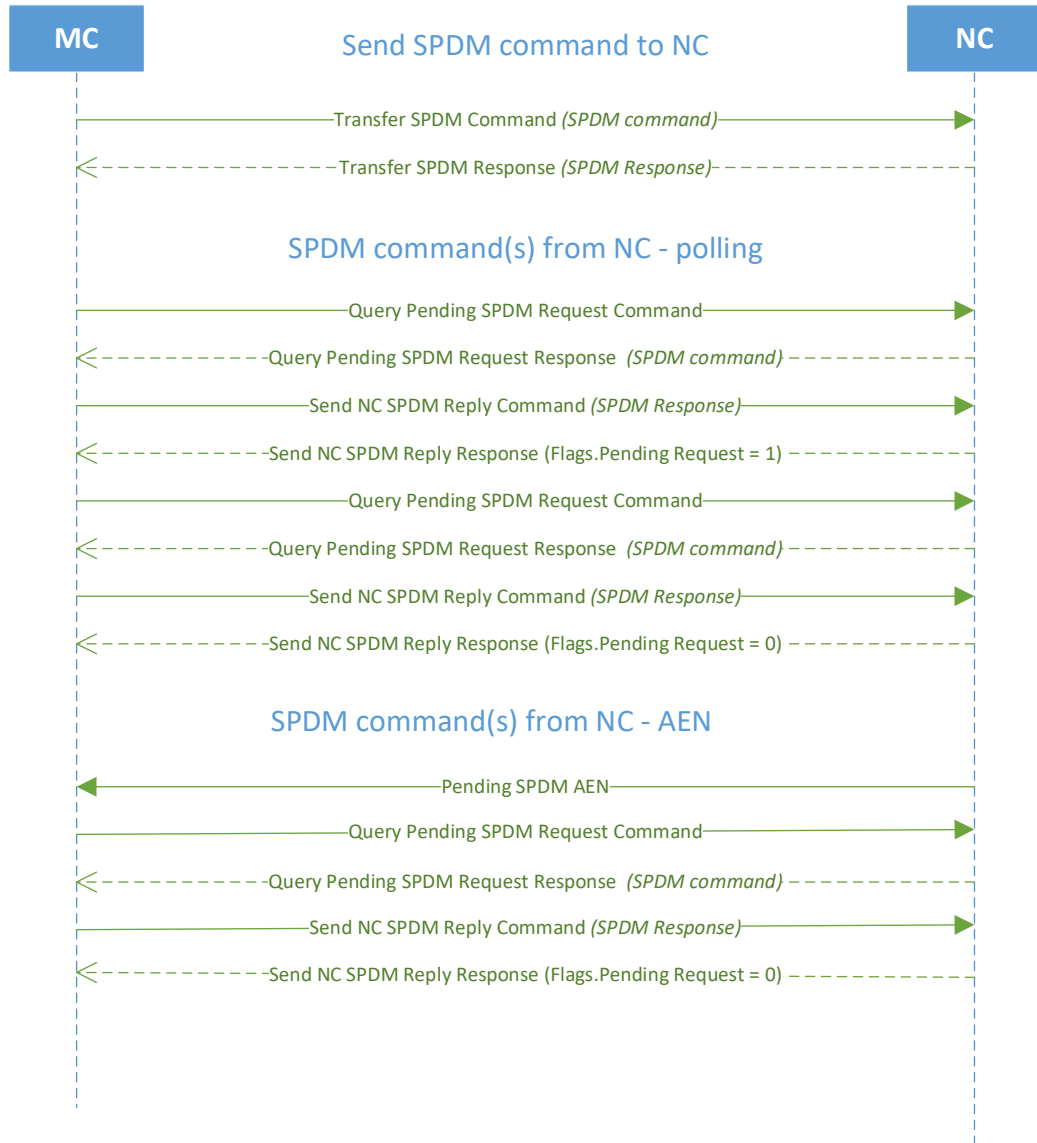 MC
Send SPDM command to NC
NC
Transfer SPDM Command (SPDM command)
Transfer SPDM Response (SPDM Response)
SPDM command(s) from NC - polling
Query Pending SPDM Request Command
Query Pending SPDM Request Response (SPDM command)
Send NC SPDM Reply Command (SPDM Response)
Send NC SPDM Reply Response (Flags.Pending Request = 1)
Query Pending SPDM Request Command
Query Pending SPDM Request Response (SPDM command)
Send NC SPDM Reply Command (SPDM Response)
Send NC SPDM Reply Response (Flags.Pending Request = 0)
SPDM command(s) from NC - AEN
Pending SPDM AEN
Query Pending SPDM Request Command
Query Pending SPDM Request Response (SPDM command)
Send NC SPDM Reply Command (SPDM Response)
Send NC SPDM Reply Response (Flags.Pending Request = 0)